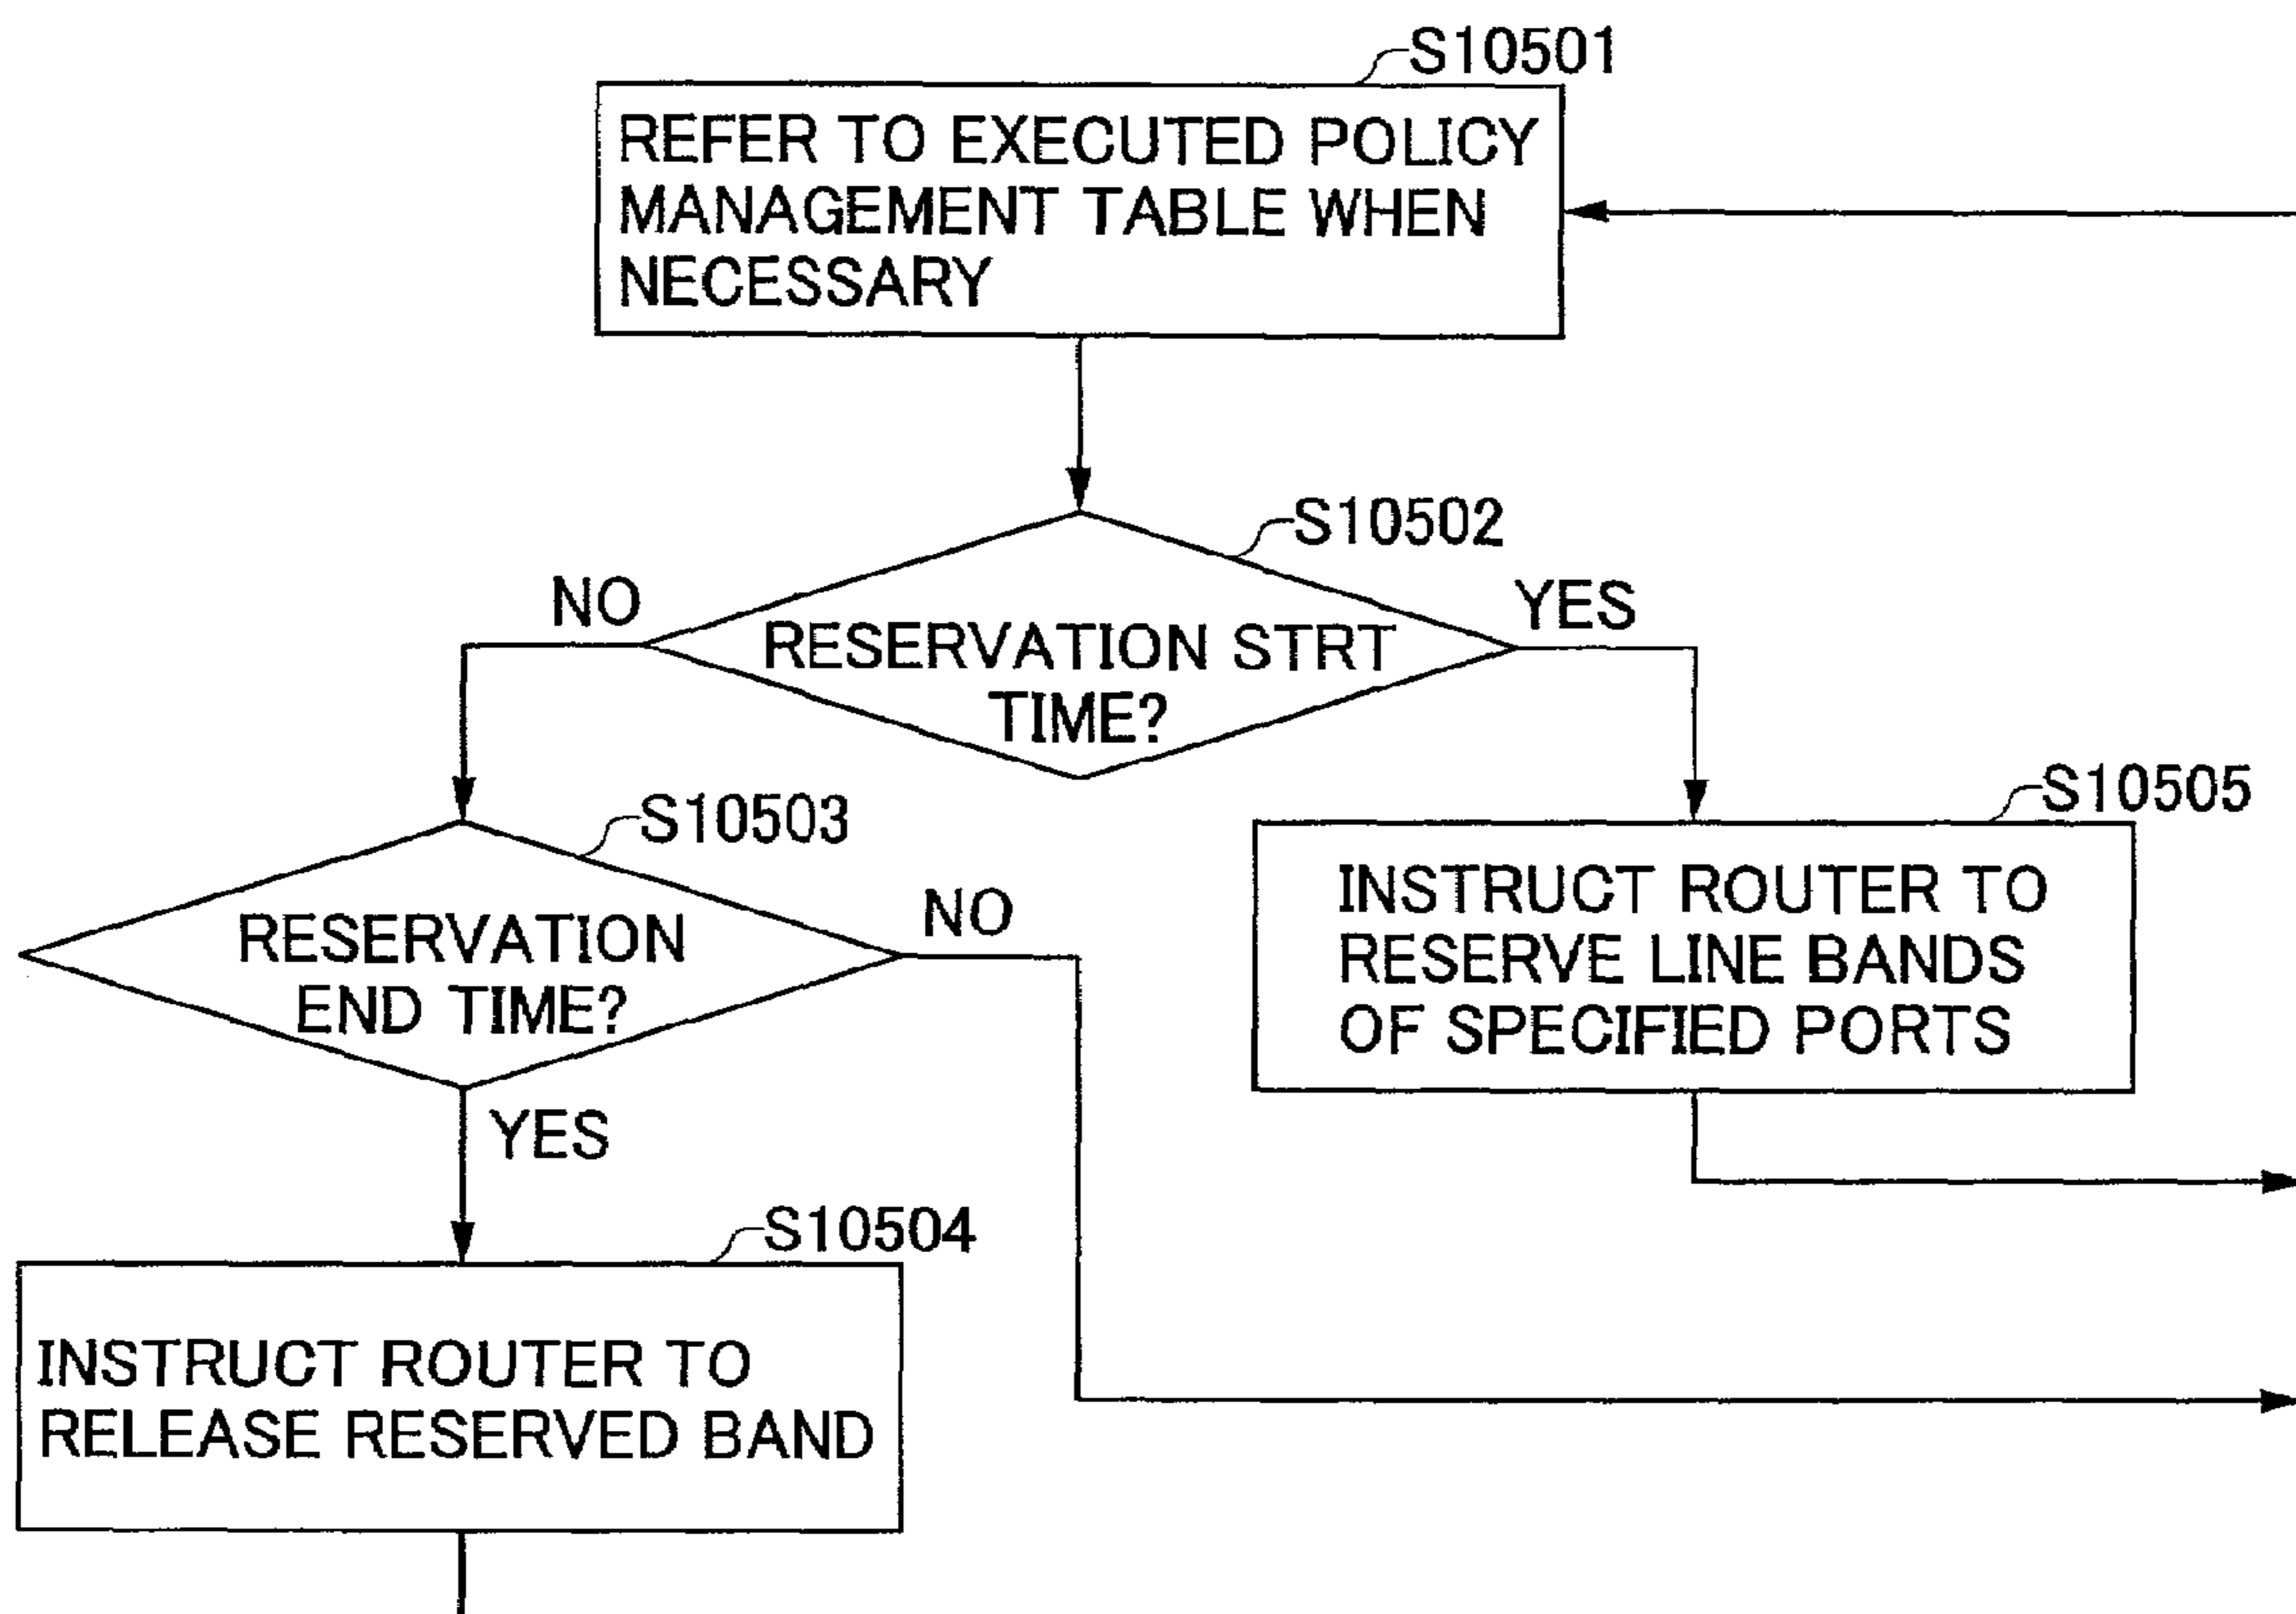 S10501
REFER TO EXECUTED POLICY
MANAGEMENT TABLE WHEN
NECESSARY
S10502
NO
YES
RESERVATION STRT
TIME?
S10503
S10505
NO
RESERVATION
END TIME?
INSTRUCT ROUTER TO
RESERVE LINE BANDS
OF SPECIFIED PORTS
YES
S10504
INSTRUCT ROUTER TO
RELEASE RESERVED BAND